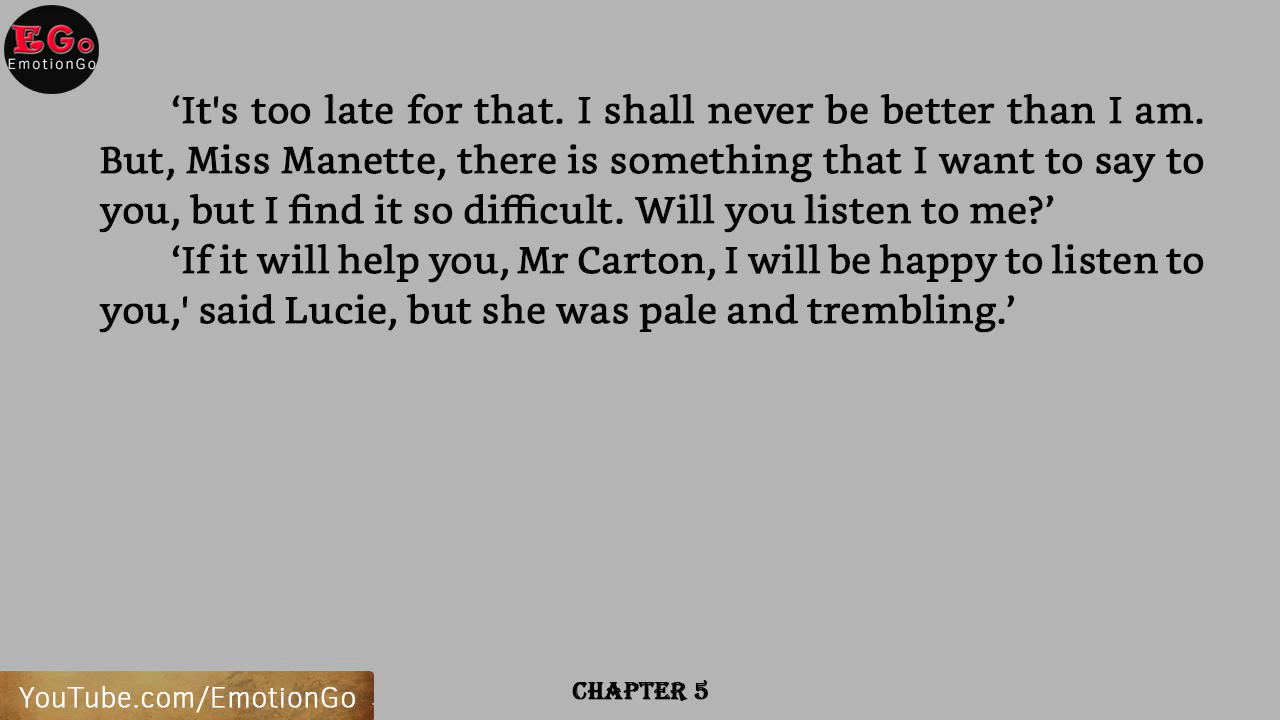 EGo
EmotionGo
‘It's too late for that. I shall never be better than I am.
But, Miss Manette, there is something that I want to say to
you, but I find it so difficult. Will you listen to me?’
‘If it will help you, Mr Carton, I will be happy to listen to
you,' said Lucie, but she was pale and trembling.’
YouTube.com/EmotionGo
CHAPTER 5